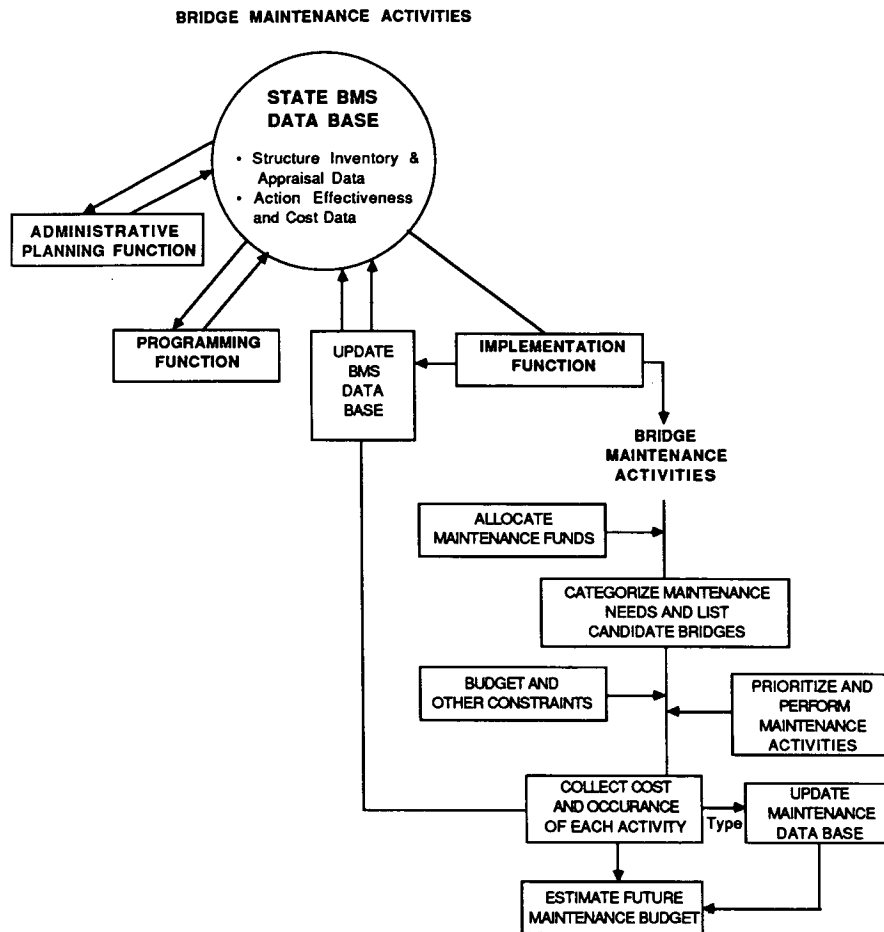 BRIDGE MAINTENANCE ACTIVITIES
STATE BMS
DATA BASE
• Structure Inventory &
Appraisal Data
• Action Effectiveness
and Cost Data
ADMINISTRATIVE
PLANNING FUNCTION
PROGRAMMING
FUNCTION
UPDATE
BMS
DATA
BASE
IMPLEMENTATION
FUNCTION
BRIDGE
MAINTENANCE
ACTIVITIES
ALLOCATE
MAINTENANCE FUNDS
CATEGORIZE MAINTENANCE
NEEDS AND LIST
CANDIDATE BRIDGES
BUDGET AND
OTHER CONSTRAINTS
PRIORITIZE AND
PERFORM
MAINTENANCE
ACTIVITIES
COLLECT COST
AND OCCURANCE
OF EACH ACTIVITY
Type
UPDATE
MAINTENANCE
DATA BASE
ESTIMATE FUTURE
MAINTENANCE BUDGET